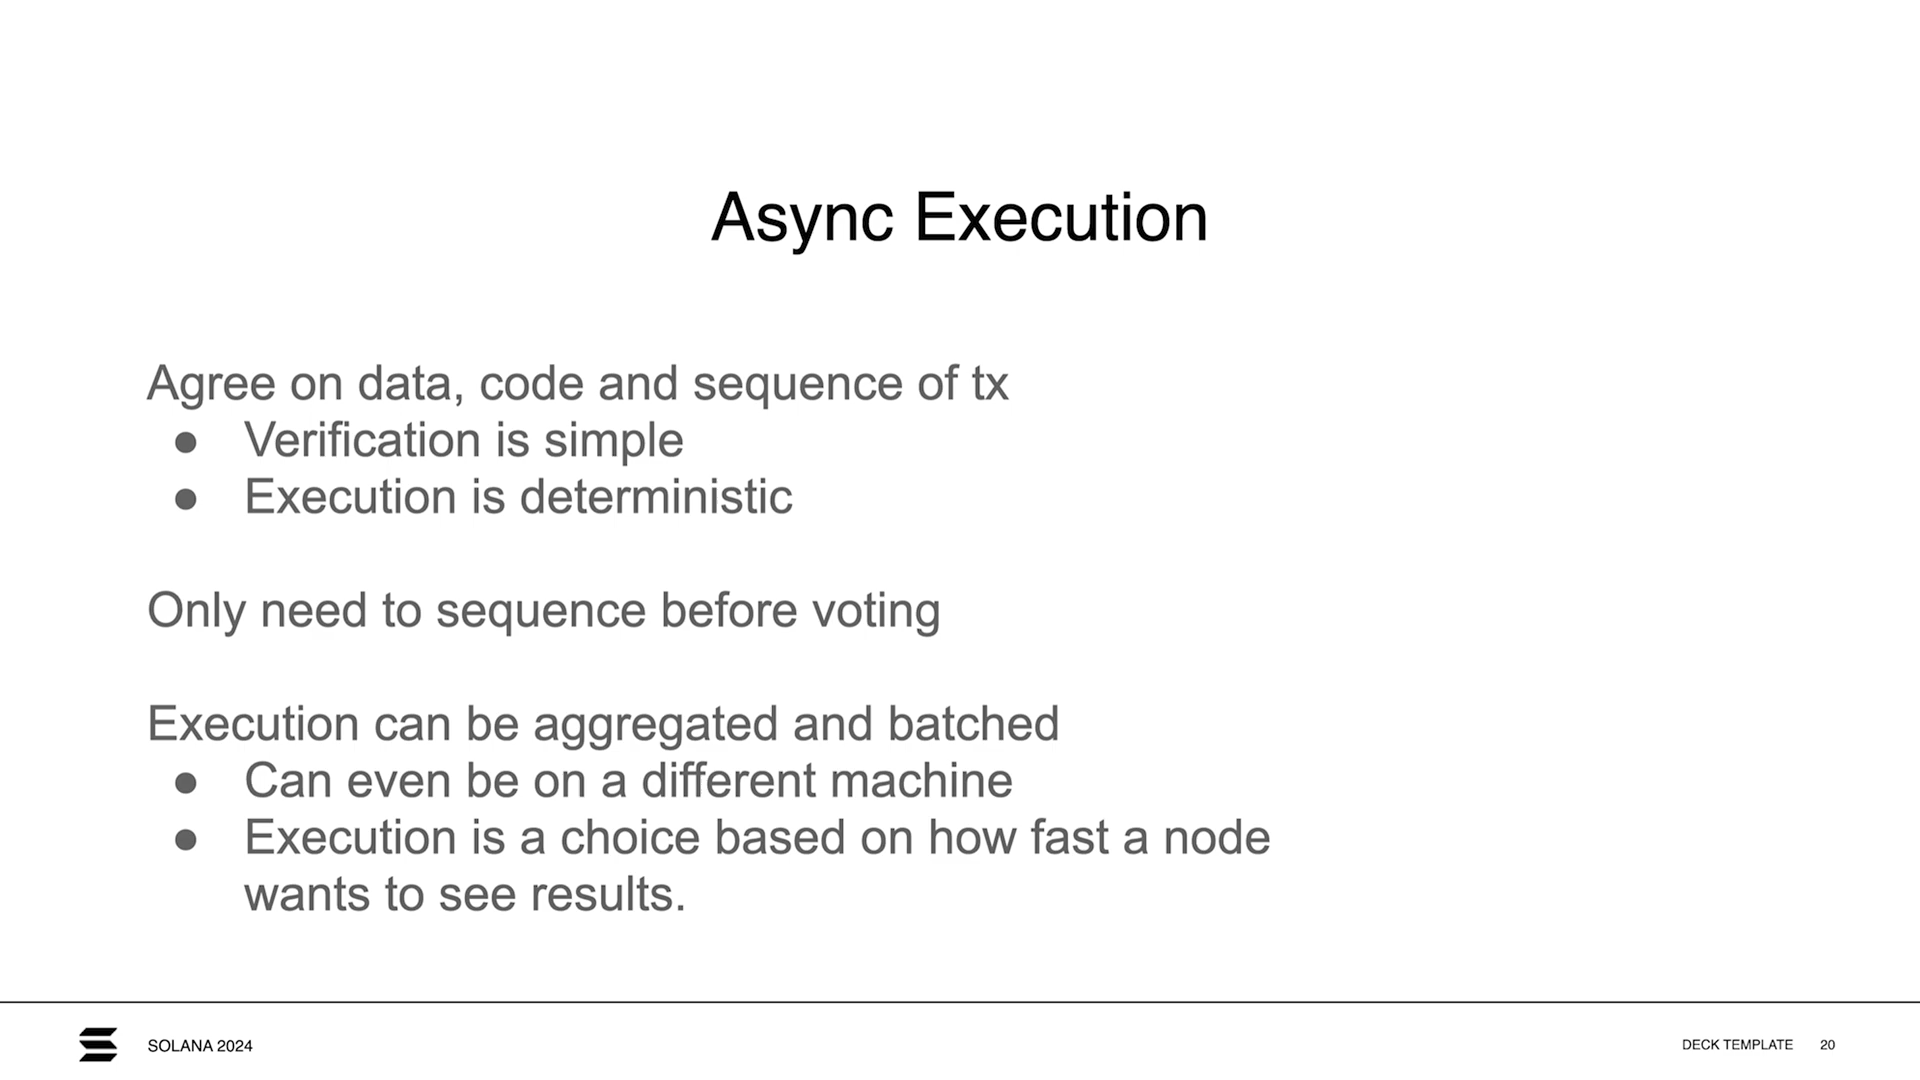 Async Execution
Agree on data, code and sequence of tx
● Verification is simple
● Execution is deterministic
Only need to sequence before voting
Execution can be aggregated and batched
● Can even be on a different machine
● Execution is a choice based on how fast a node
wants to see results.
SOLANA 2024
DECK TEMPLATE 20